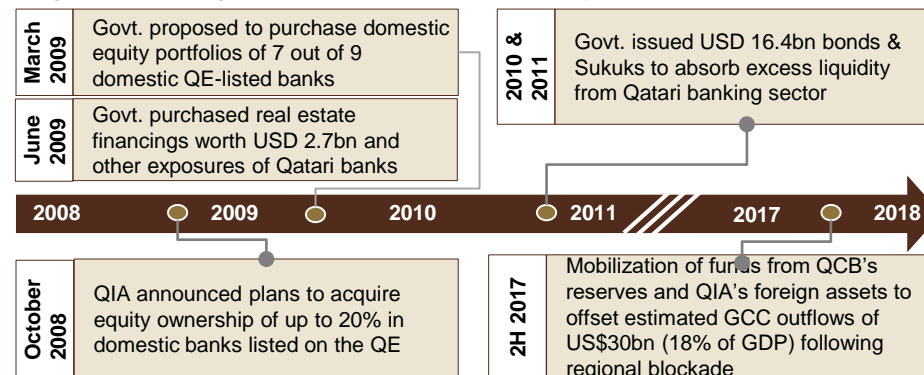 March
2009
Govt. proposed to purchase domestic
equity portfolios of 7 out of 9
domestic QE-listed banks
2010 &
2011
Govt. issued USD 16.4bn bonds &
Sukuks to absorb excess liquidity
from Qatari banking sector
June
2009
Govt. purchased real estate
financings worth USD 2.7bn and
other exposures of Qatari banks
2008 2009 2010 2011 2017 2018
October
2008
QIA announced plans to acquire
equity ownership of up to 20% in
domestic banks listed on the QE
2H 2017
Mobilization of funds from QCB's
reserves and QIA's foreign assets to
offset estimated GCC outflows of
US$30bn (18% of GDP) following
regional blockade